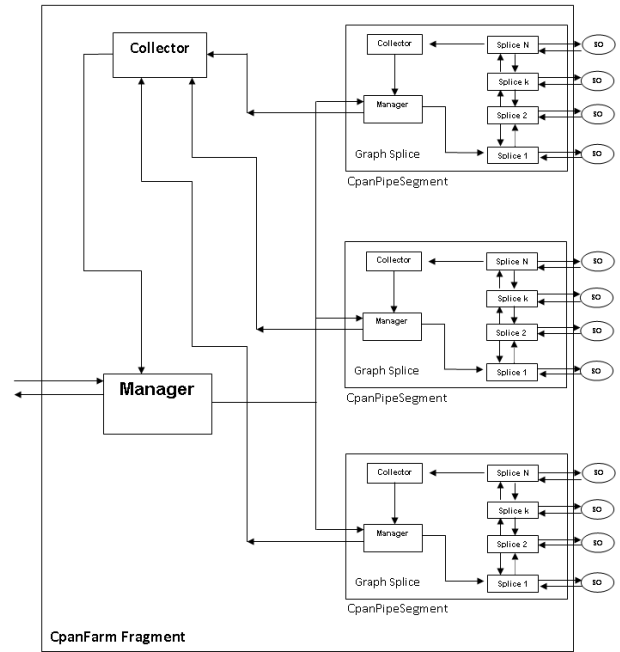 Collector
Manager
CpanFarm Fragment
Collector
Manager
Graph Splice
Splice N
Splice k
Splice 2
Splice 1
SO
SO
SO
SO
CpanPipeSegment
Collector
Manager
Graph Splice
Splice N
Splice k
Splice 2
Splice 1
SO
SO
SO
SO
CpanPipeSegment
Collector
Manager
Graph Splice
Splice N
Splice k
Splice 2
Splice 1
SO
SO
SO
SO
CpanPipeSegment